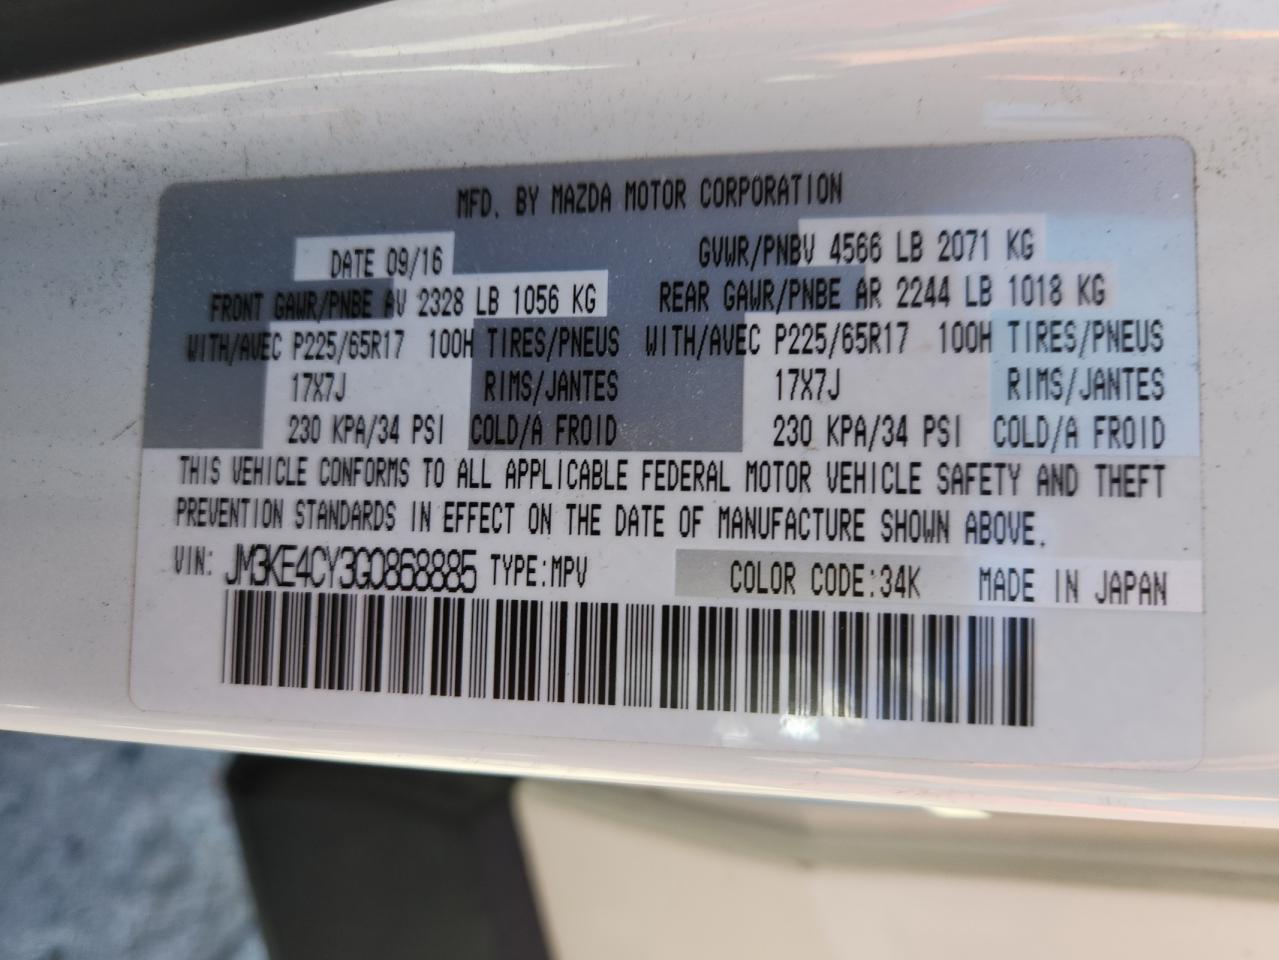 MFD. BY MAZDA MOTOR CORPORATION
DATE 09/16 GVWR/PNBV 4566 LB 2071 KG
FRONT GAWR/PNBE AV 2328 LB 1056 KG REAR GAWR/PNBE AR 2244 LB 1018 KG
WITH/AVEC P225/65R17 100H TIRES/PNEUS WITH/AVEC P225/65R17 100H TIRES/PNEUS
17X7J RIMS/JANTES 17X7J RIMS/JANTES
230 KPA/34 PSI COLD/A FROID 230 KPA/34 PSI COLD/A FROID
THIS VEHICLE CONFORMS TO ALL APPLICABLE FEDERAL MOTOR VEHICLE SAFETY AND THEFT
PREVENTION STANDARDS IN EFFECT ON THE DATE OF MANUFACTURE SHOWN ABOVE.
VIN: JM3KE4CY3G0868885 TYPE:MPV COLOR CODE:34K MADE IN JAPAN